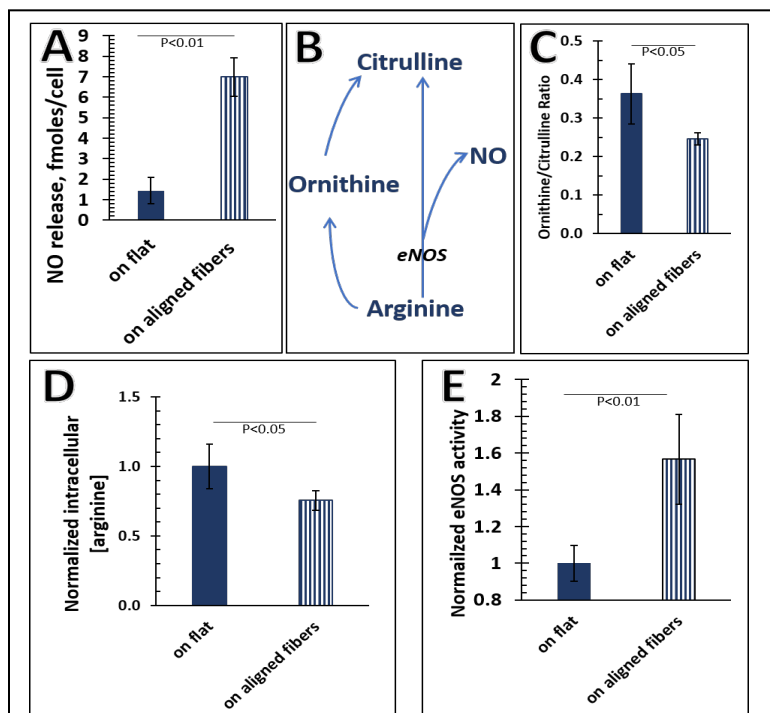 A
NO release, fmoles/cell
9
8
7
6
5
4
3
2
1
0
P<0.01
on flat
on aligned fibers
B
Citrulline
NO
Ornithine
eNOS
Arginine
C
Ornithine/Citrulline Ratio
0.5
0.4
0.3
0.2
0.1
0.0
P<0.05
on flat
on aligned fibers
D
Normalized intracellular
[arginine]
1.5
1.0
0.5
0.0
P<0.05
on flat
on aligned fibers
E
Normailzed eNOS activity
2
1.8
1.6
1.4
1.2
1
0.8
P<0.01
on flat
on aligned fibers